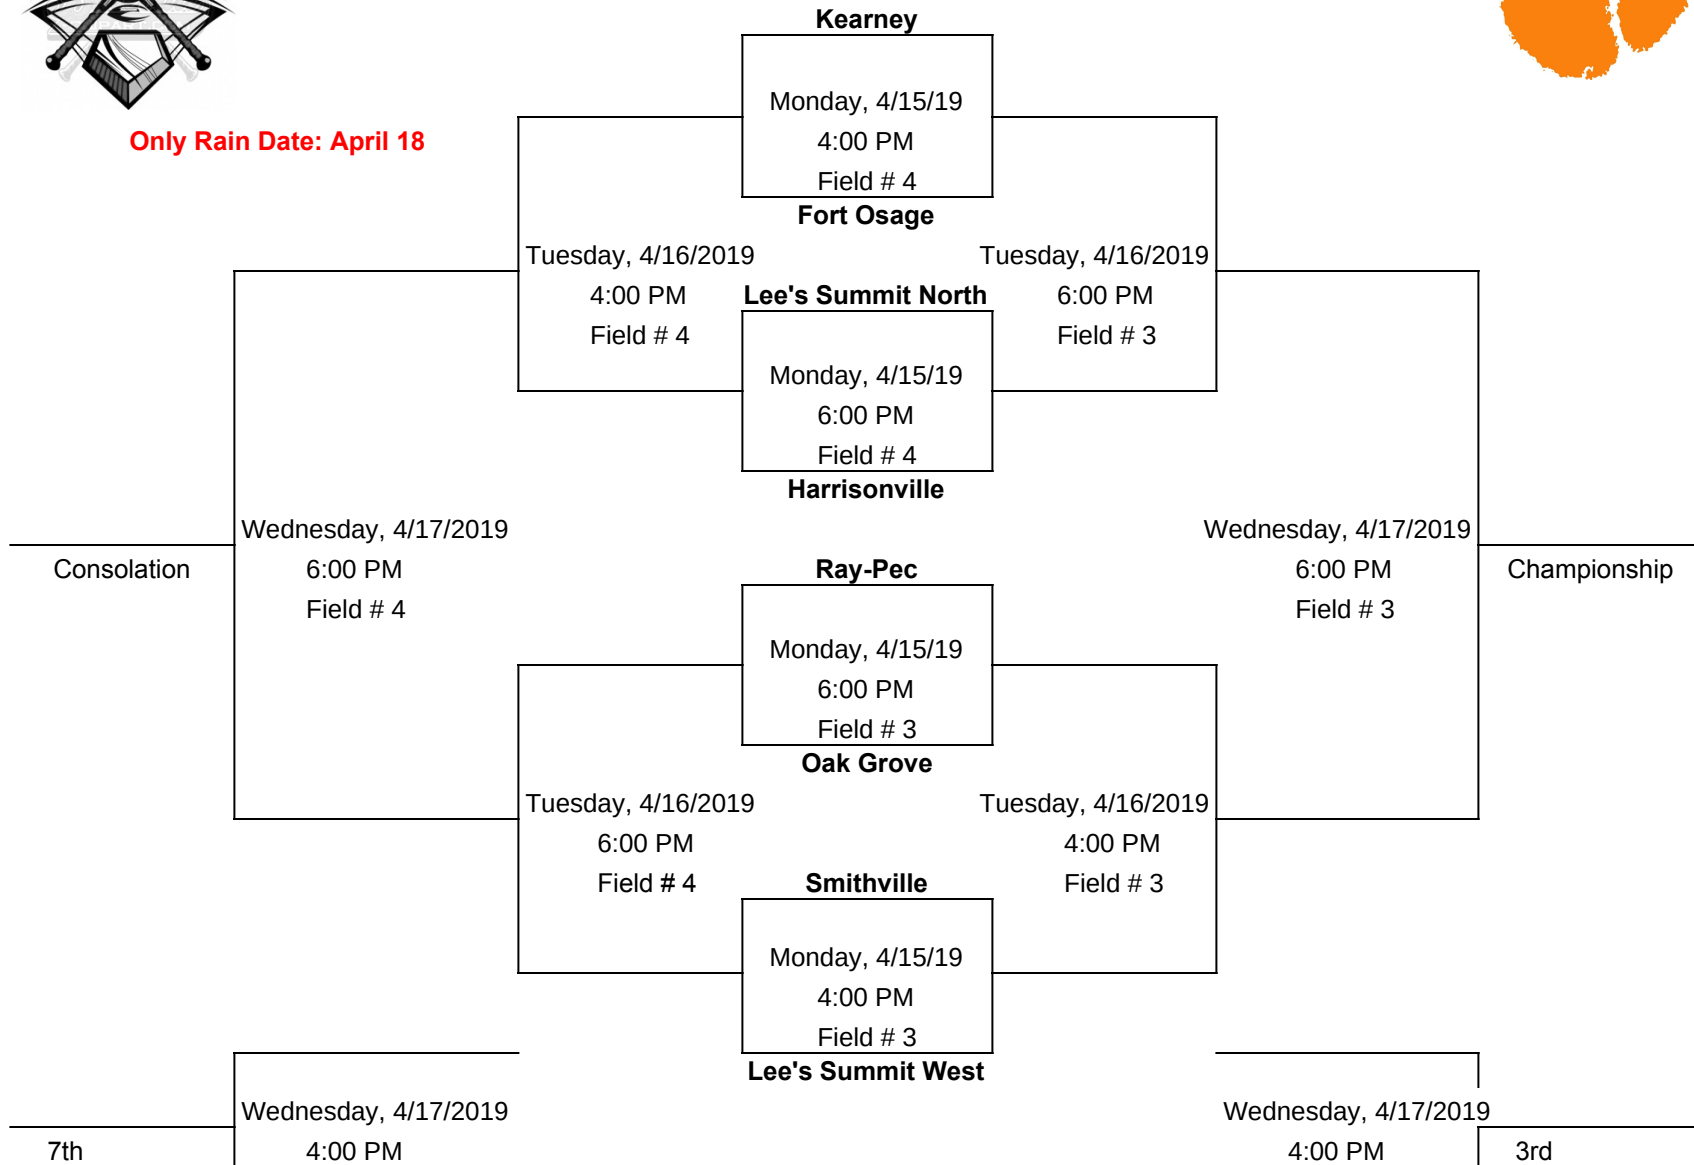 Kearney
Monday, 4/15/19
Only Rain Date: April 18
4:00 PM
Field # 4
Fort Osage
Tuesday, 4/16/2019
Tuesday, 4/16/2019
4:00 PM
Lee's Summit North
6:00 PM
Field # 4
Field # 3
Monday, 4/15/19
6:00 PM
Field # 4
Harrisonville
Wednesday, 4/17/2019
Wednesday, 4/17/2019
Consolation
6:00 PM
Ray-Pec
6:00 PM
Championship
Field # 4
Field # 3
Monday, 4/15/19
6:00 PM
Field # 3
Oak Grove
Tuesday, 4/16/2019
Tuesday, 4/16/2019
6:00 PM
4:00 PM
Field # 4
Smithville
Field # 3
Monday, 4/15/19
4:00 PM
Field # 3
Lee's Summit West
Wednesday, 4/17/2019
Wednesday, 4/17/2019
7th
4:00 PM
4:00 PM
3rd